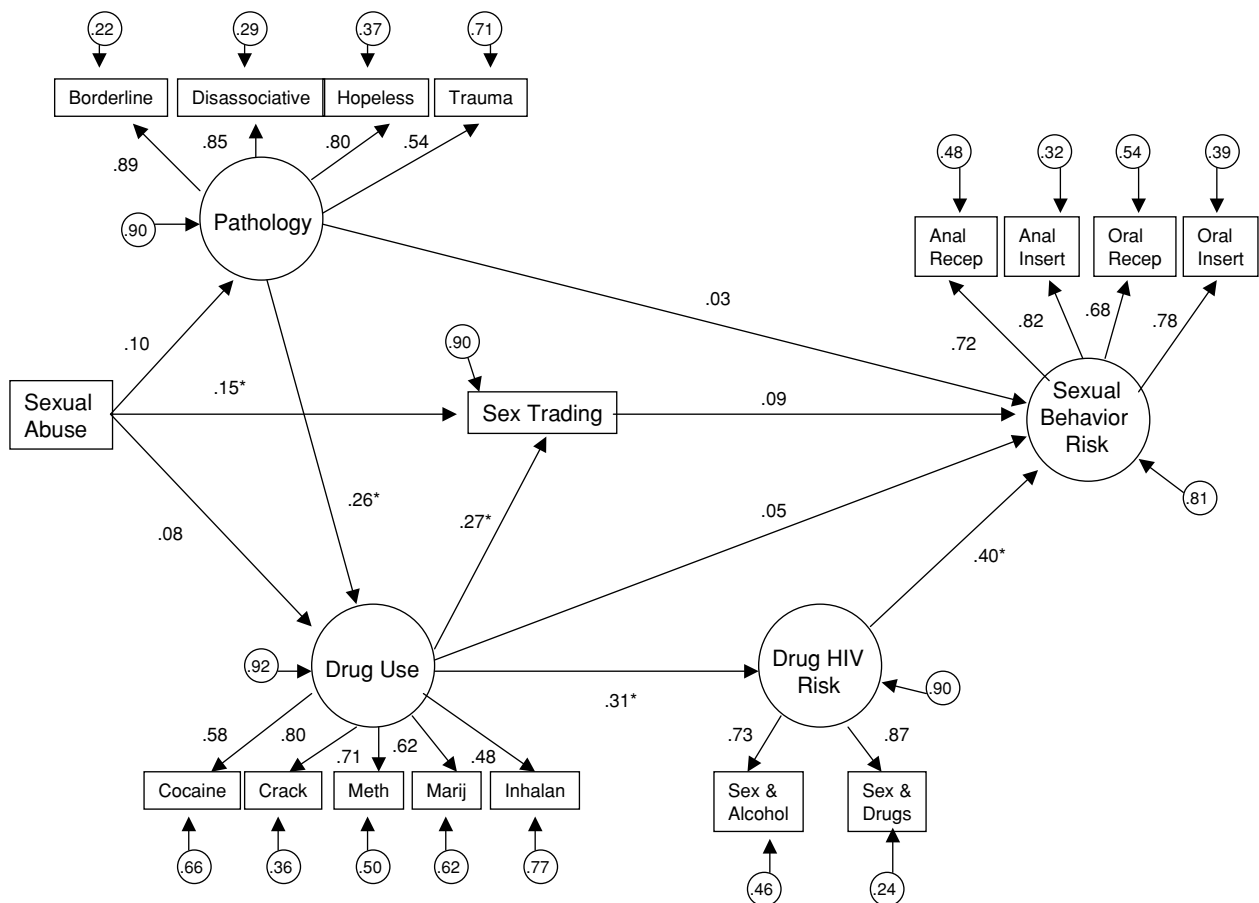 .22
.29
.37
.71
Borderline
Disassociative
Hopeless
Trauma
.89
.85
.80
.54
.90
Pathology
.48
.32
.54
.39
Anal
Recep
Anal
Insert
Oral
Recep
Oral
Insert
.72
.82
.68
.78
.03
.10
.15*
.90
Sexual
Abuse
Sex Trading
.09
Sexual
Behavior
Risk
.81
.08
.26*
.27*
.05
.40*
.92
Drug Use
.31*
Drug HIV
Risk
.90
.58
.80
.71
.62
.48
.73
.87
Cocaine
Crack
Meth
Marij
Inhalan
Sex &
Alcohol
Sex &
Drugs
.66
.36
.50
.62
.77
.46
.24